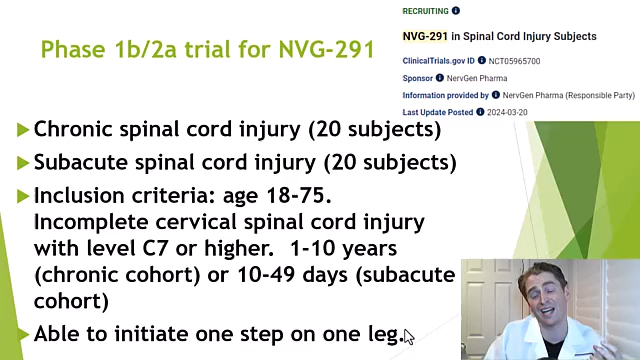 RECRUITING
NVG-291 in Spinal Cord Injury Subjects
ClinicalTrials.gov ID NCT05965700
Sponsor NervGen Pharma
Information provided by NervGen Pharma (Responsible Party)
Last Update Posted 2024-03-20
Phase 1b/2a trial for NVG-291
Chronic spinal cord injury (20 subjects)
Subacute spinal cord injury (20 subjects)
Inclusion criteria: age 18-75.
Incomplete cervical spinal cord injury
with level C7 or higher. 1-10 years
(chronic cohort) or 10-49 days (subacute
cohort)
Able to initiate one step on one leg.